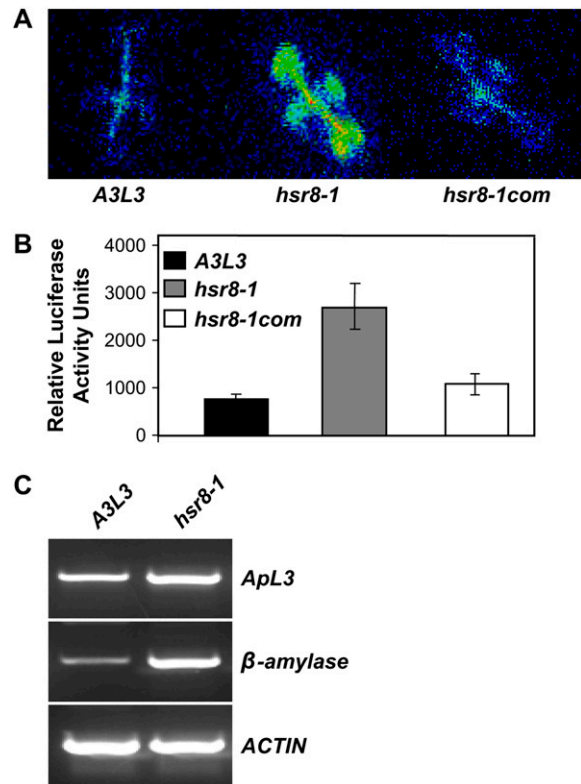 A
A3L3 hsr8-1 hsr8-1com
B
Relative Luciferase
Activity Units
4000
3000
2000
1000
0
A3L3
hsr8-1
hsr8-1com
C
A3L3 hsr8-1
ApL3
β-amylase
ACTIN